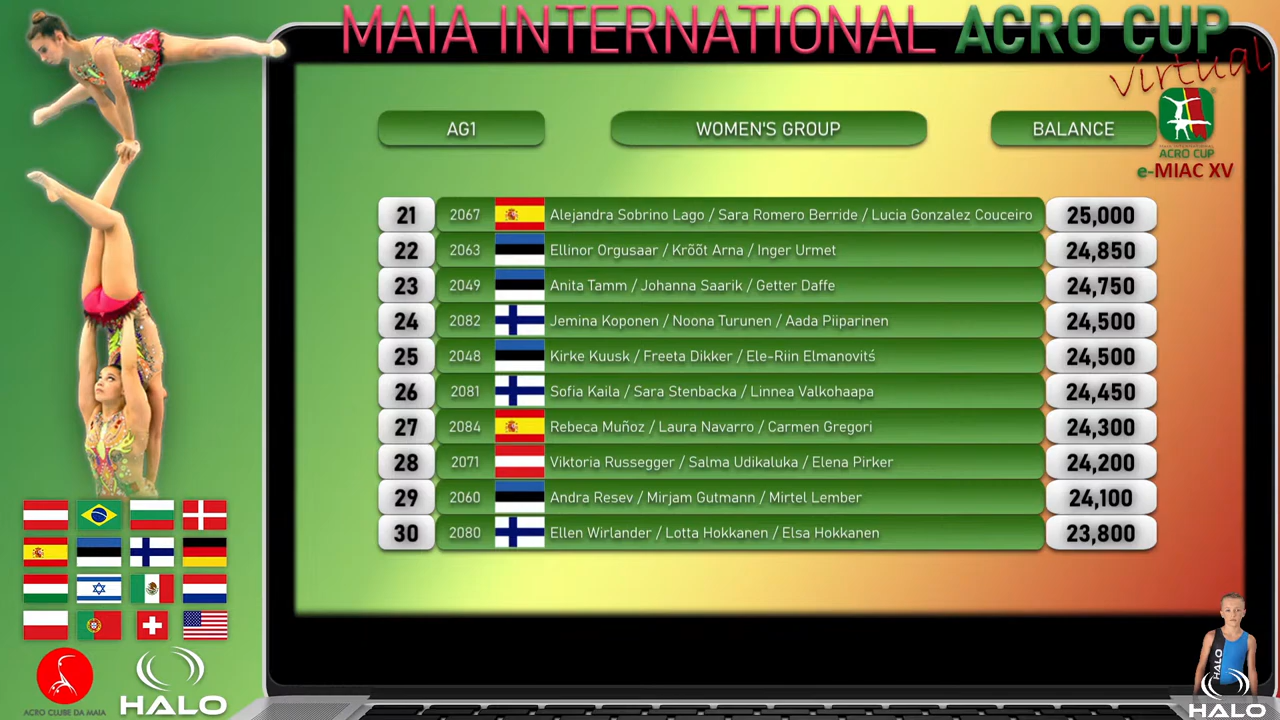 MAIA INTERNATIONAL ACRO CUP
Virtual
AG1
WOMEN'S GROUP
BALANCE
ACRO CUP
e-MIAC XV
21 2067 Alejandra Sobrino Lago / Sara Romero Berride / Lucia Gonzalez Couceiro 25,000
22 2063 Ellinor Orgusaar / Krõõt Arna / Inger Urmet 24,850
23 2049 Anita Tamm / Johanna Saarik / Getter Daffe 24,750
24 2082 Jemina Koponen / Noona Turunen / Aada Piiparinen 24,500
25 2048 Kirke Kuusk / Freeta Dikker / Ele-Riin Elmanovitś 24,500
26 2081 Sofia Kaila / Sara Stenbacka / Linnea Valkohaapa 24,450
27 2084 Rebeca Muñoz / Laura Navarro / Carmen Gregori 24,300
28 2071 Viktoria Russegger / Salma Udikaluka / Elena Pirker 24,200
29 2060 Andra Resev / Mirjam Gutmann / Mirtel Lember 24,100
30 2080 Ellen Wirlander / Lotta Hokkanen / Elsa Hokkanen 23,800
ACRO CLUBE DA MAIA
HALO
HALO
HALO